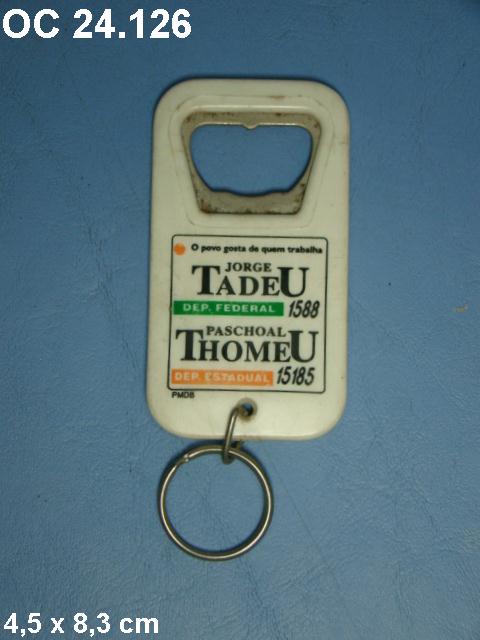 OC 24.126
O povo gosta de quem trabalha
JORGE
TADEU
DEP. FEDERAL 1588
PASCHOAL
THOMEU
DEP. ESTADUAL 15185
PMDB
4,5 x 8,3 cm